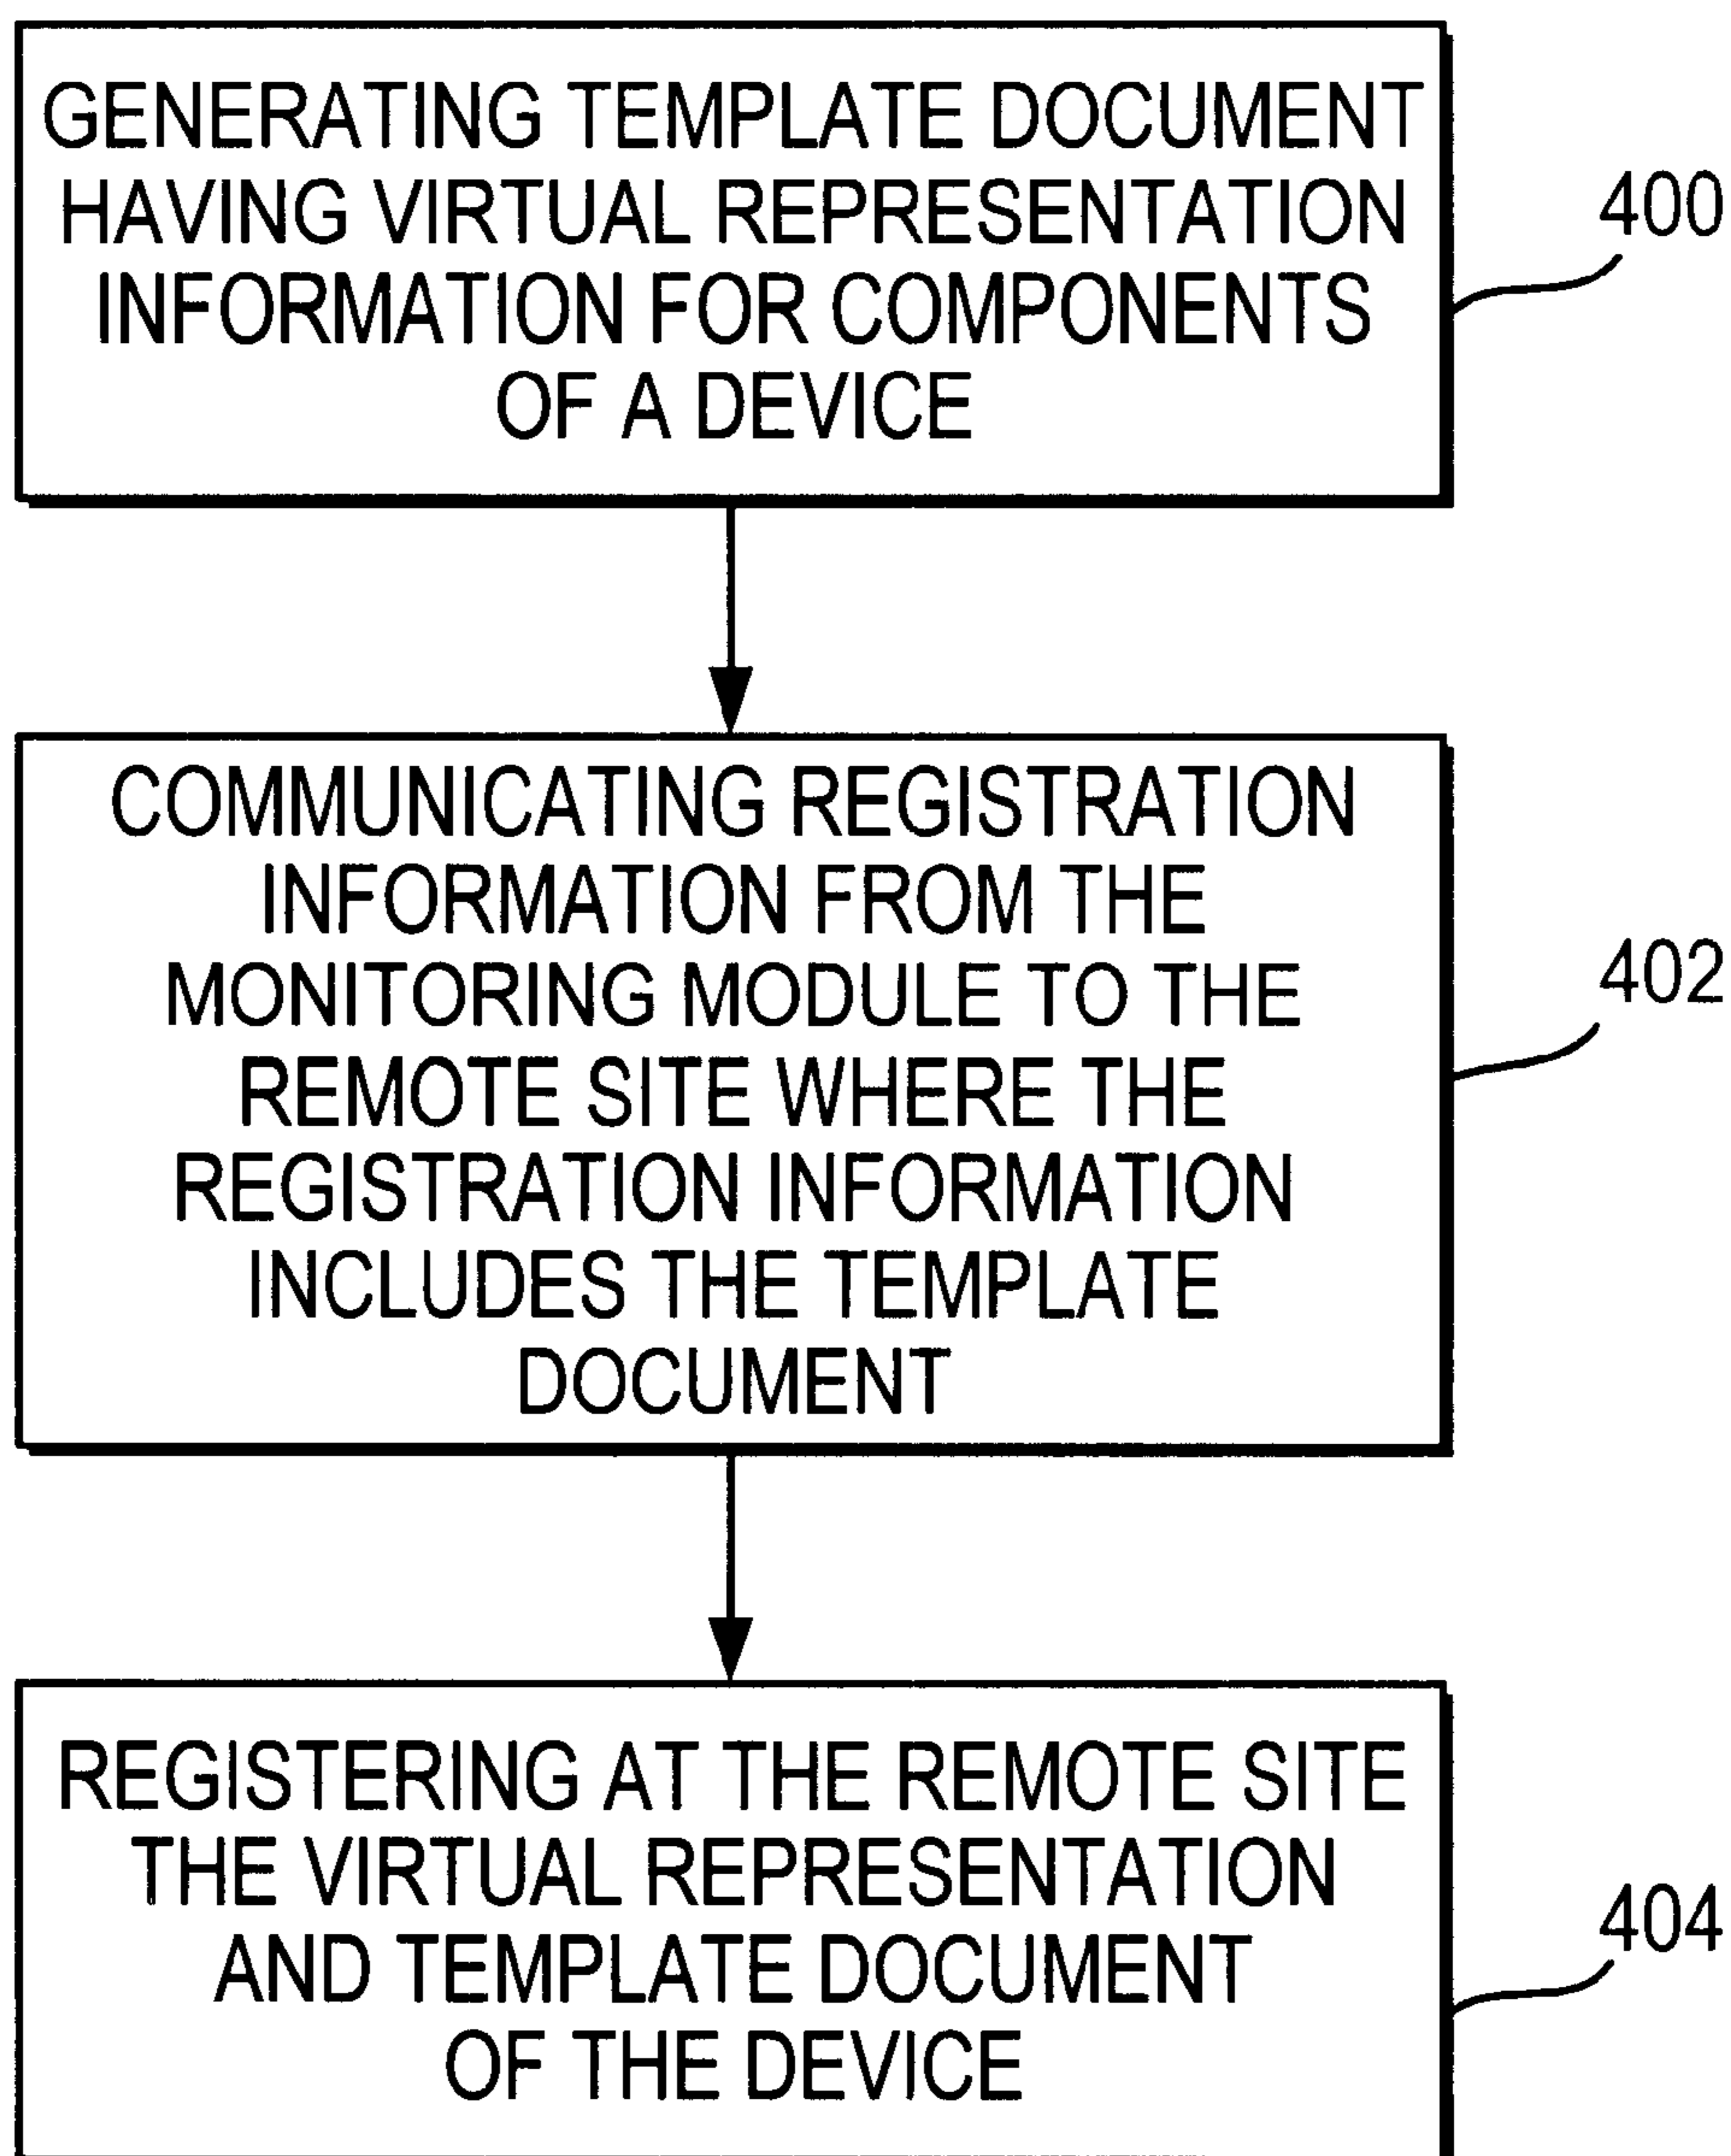 GENERATING TEMPLATE DOCUMENT
HAVING VIRTUAL REPRESENTATION
INFORMATION FOR COMPONENTS
OF A DEVICE
400
COMMUNICATING REGISTRATION
INFORMATION FROM THE
MONITORING MODULE TO THE
REMOTE SITE WHERE THE
REGISTRATION INFORMATION
INCLUDES THE TEMPLATE
DOCUMENT
402
REGISTERING AT THE REMOTE SITE
THE VIRTUAL REPRESENTATION
AND TEMPLATE DOCUMENT
OF THE DEVICE
404